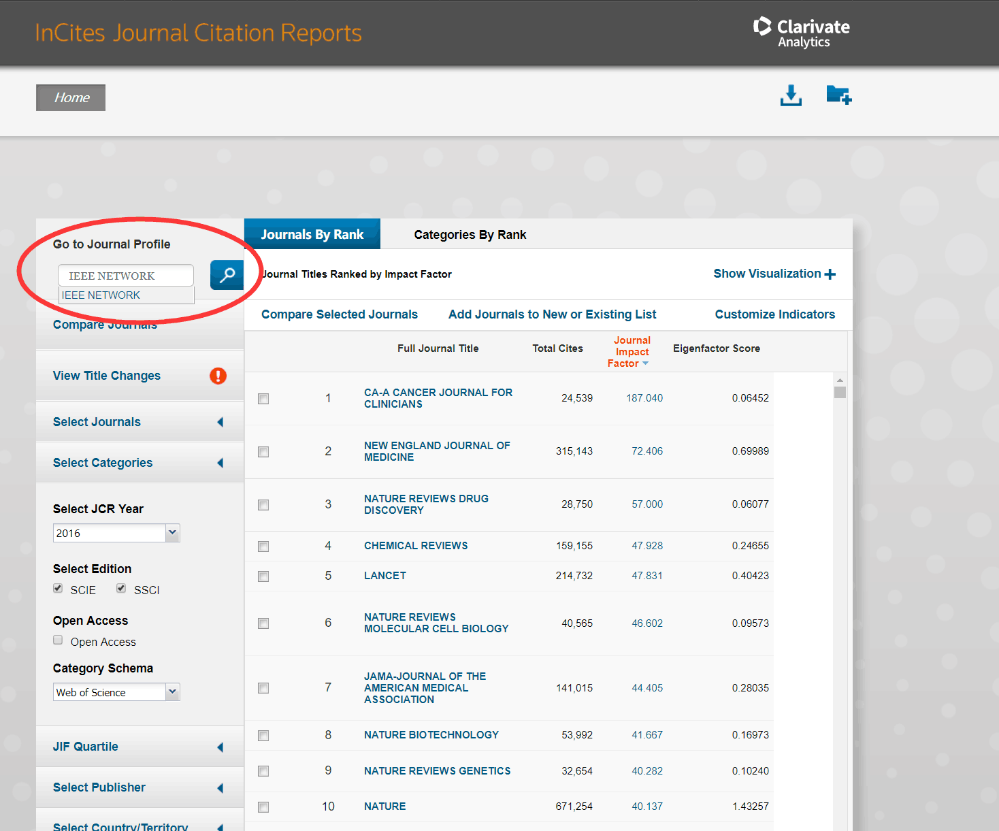 InCites Journal Citation Reports
Clarivate
Analytics
Home
Go to Journal Profile
IEEE NETWORK
IEEE NETWORK
Compare Journals
View Title Changes
Select Journals
Select Categories
Select JCR Year
2016
Select Edition
SCIE SSCI
Open Access
Open Access
Category Schema
Web of Science
JIF Quartile
Select Publisher
Select Country/Territory
Journals By Rank Categories By Rank
Journal Titles Ranked by Impact Factor Show Visualization +
Compare Selected Journals Add Journals to New or Existing List Customize Indicators
Full Journal Title Total Cites Journal Impact Factor Eigenfactor Score
1 CA-A CANCER JOURNAL FOR CLINICIANS 24,539 187.040 0.06452
2 NEW ENGLAND JOURNAL OF MEDICINE 315,143 72.406 0.69989
3 NATURE REVIEWS DRUG DISCOVERY 28,750 57.000 0.06077
4 CHEMICAL REVIEWS 159,155 47.928 0.24655
5 LANCET 214,732 47.831 0.40423
6 NATURE REVIEWS MOLECULAR CELL BIOLOGY 40,565 46.602 0.09573
7 JAMA-JOURNAL OF THE AMERICAN MEDICAL ASSOCIATION 141,015 44.405 0.28035
8 NATURE BIOTECHNOLOGY 53,992 41.667 0.16973
9 NATURE REVIEWS GENETICS 32,654 40.282 0.10240
10 NATURE 671,254 40.137 1.43257